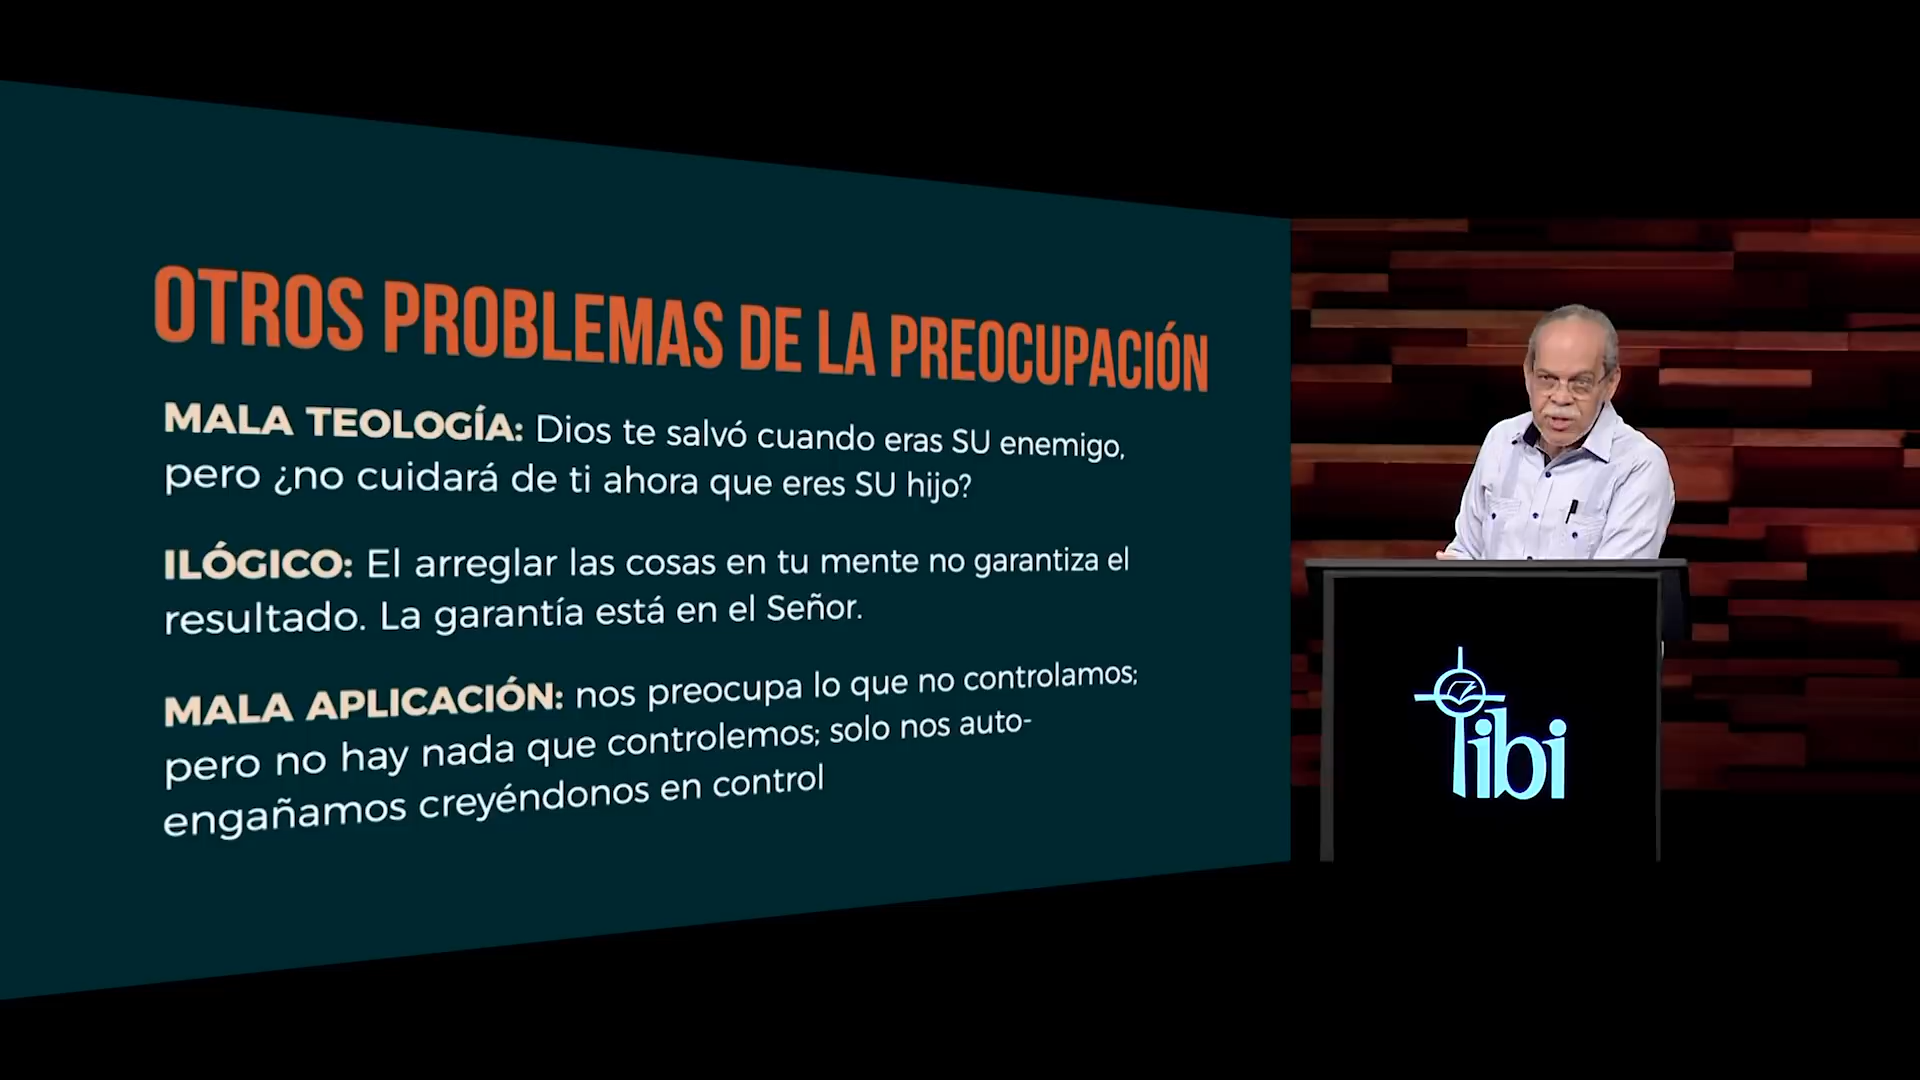 OTROS PROBLEMAS DE LA PREOCUPACIÓN
MALA TEOLOGÍA: Dios te salvó cuando eras SU enemigo,
pero ¿no cuidará de ti ahora que eres SU hijo?
ILÓGICO: El arreglar las cosas en tu mente no garantiza el
resultado. La garantía está en el Señor.
MALA APLICACIÓN: nos preocupa lo que no controlamos;
pero no hay nada que controlemos; solo nos auto-
engañamos creyéndonos en control
ibi